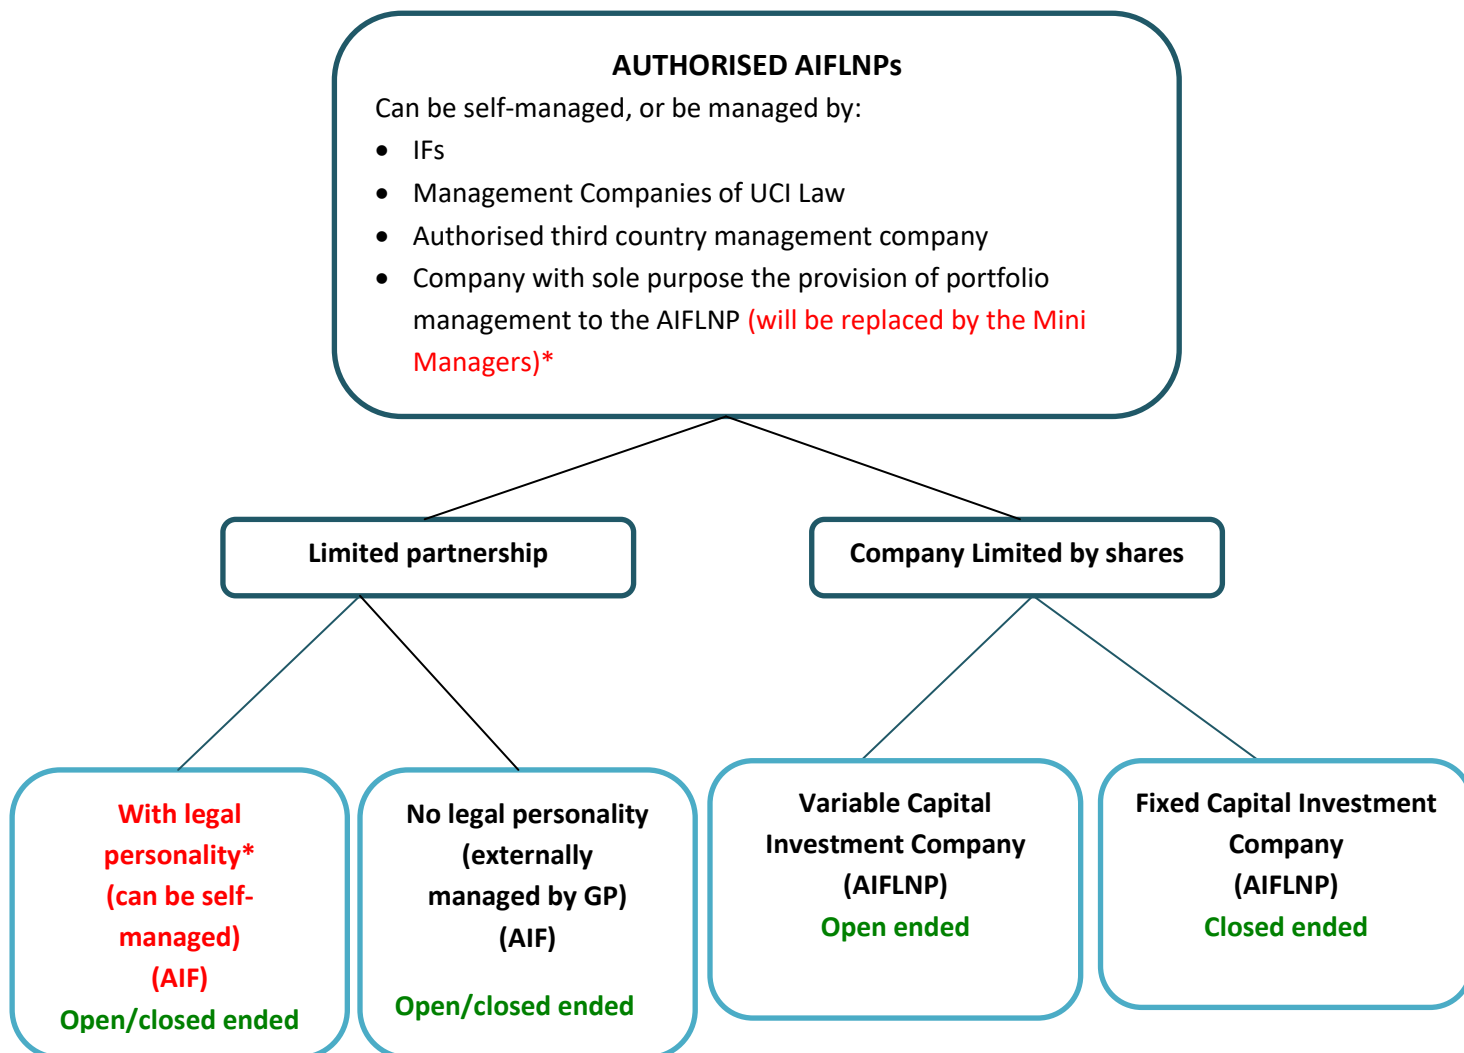 AUTHORISED AIFLNPs
Can be self-managed, or be managed by:
• IFs
• Management Companies of UCI Law
• Authorised third country management company
• Company with sole purpose the provision of portfolio
management to the AIFLNP (will be replaced by the Mini
Managers)*
Limited partnership
Company Limited by shares
With legal
personality*
(can be self-
managed)
(AIF)
Open/closed ended
No legal personality
(externally
managed by GP)
(AIF)
Open/closed ended
Variable Capital
Investment Company
(AIFLNP)
Open ended
Fixed Capital Investment
Company
(AIFLNP)
Closed ended